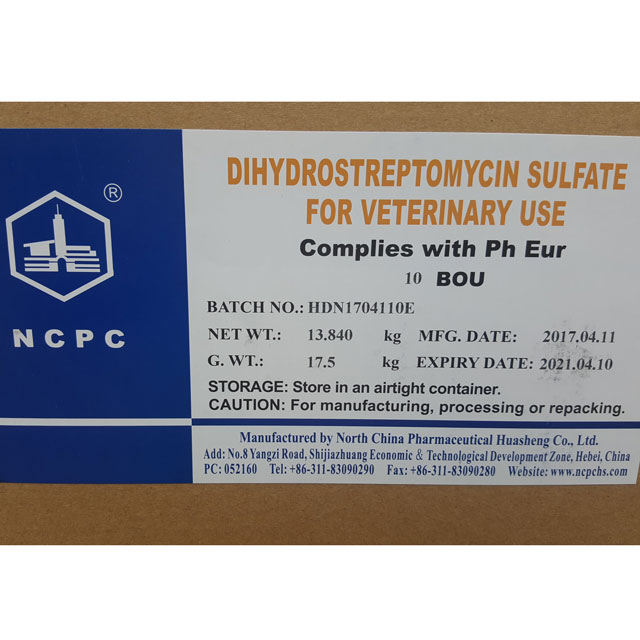 ®
NCPC
DIHYDROSTREPTOMYCIN SULFATE
FOR VETERINARY USE
Complies with Ph Eur
10 BOU
BATCH NO.: HDN1704110E
NET WT.: 13.840 kg MFG. DATE: 2017.04.11
G. WT.: 17.5 kg EXPIRY DATE: 2021.04.10
STORAGE: Store in an airtight container.
CAUTION: For manufacturing, processing or repacking.
Manufactured by North China Pharmaceutical Huasheng Co., Ltd.
Add: No.8 Yangzi Road, Shijiazhuang Economic & Technological Development Zone, Hebei, China
PC: 052160 Tel: +86-311-83090290 Fax: +86-311-83090280 Website: www.ncpchs.com